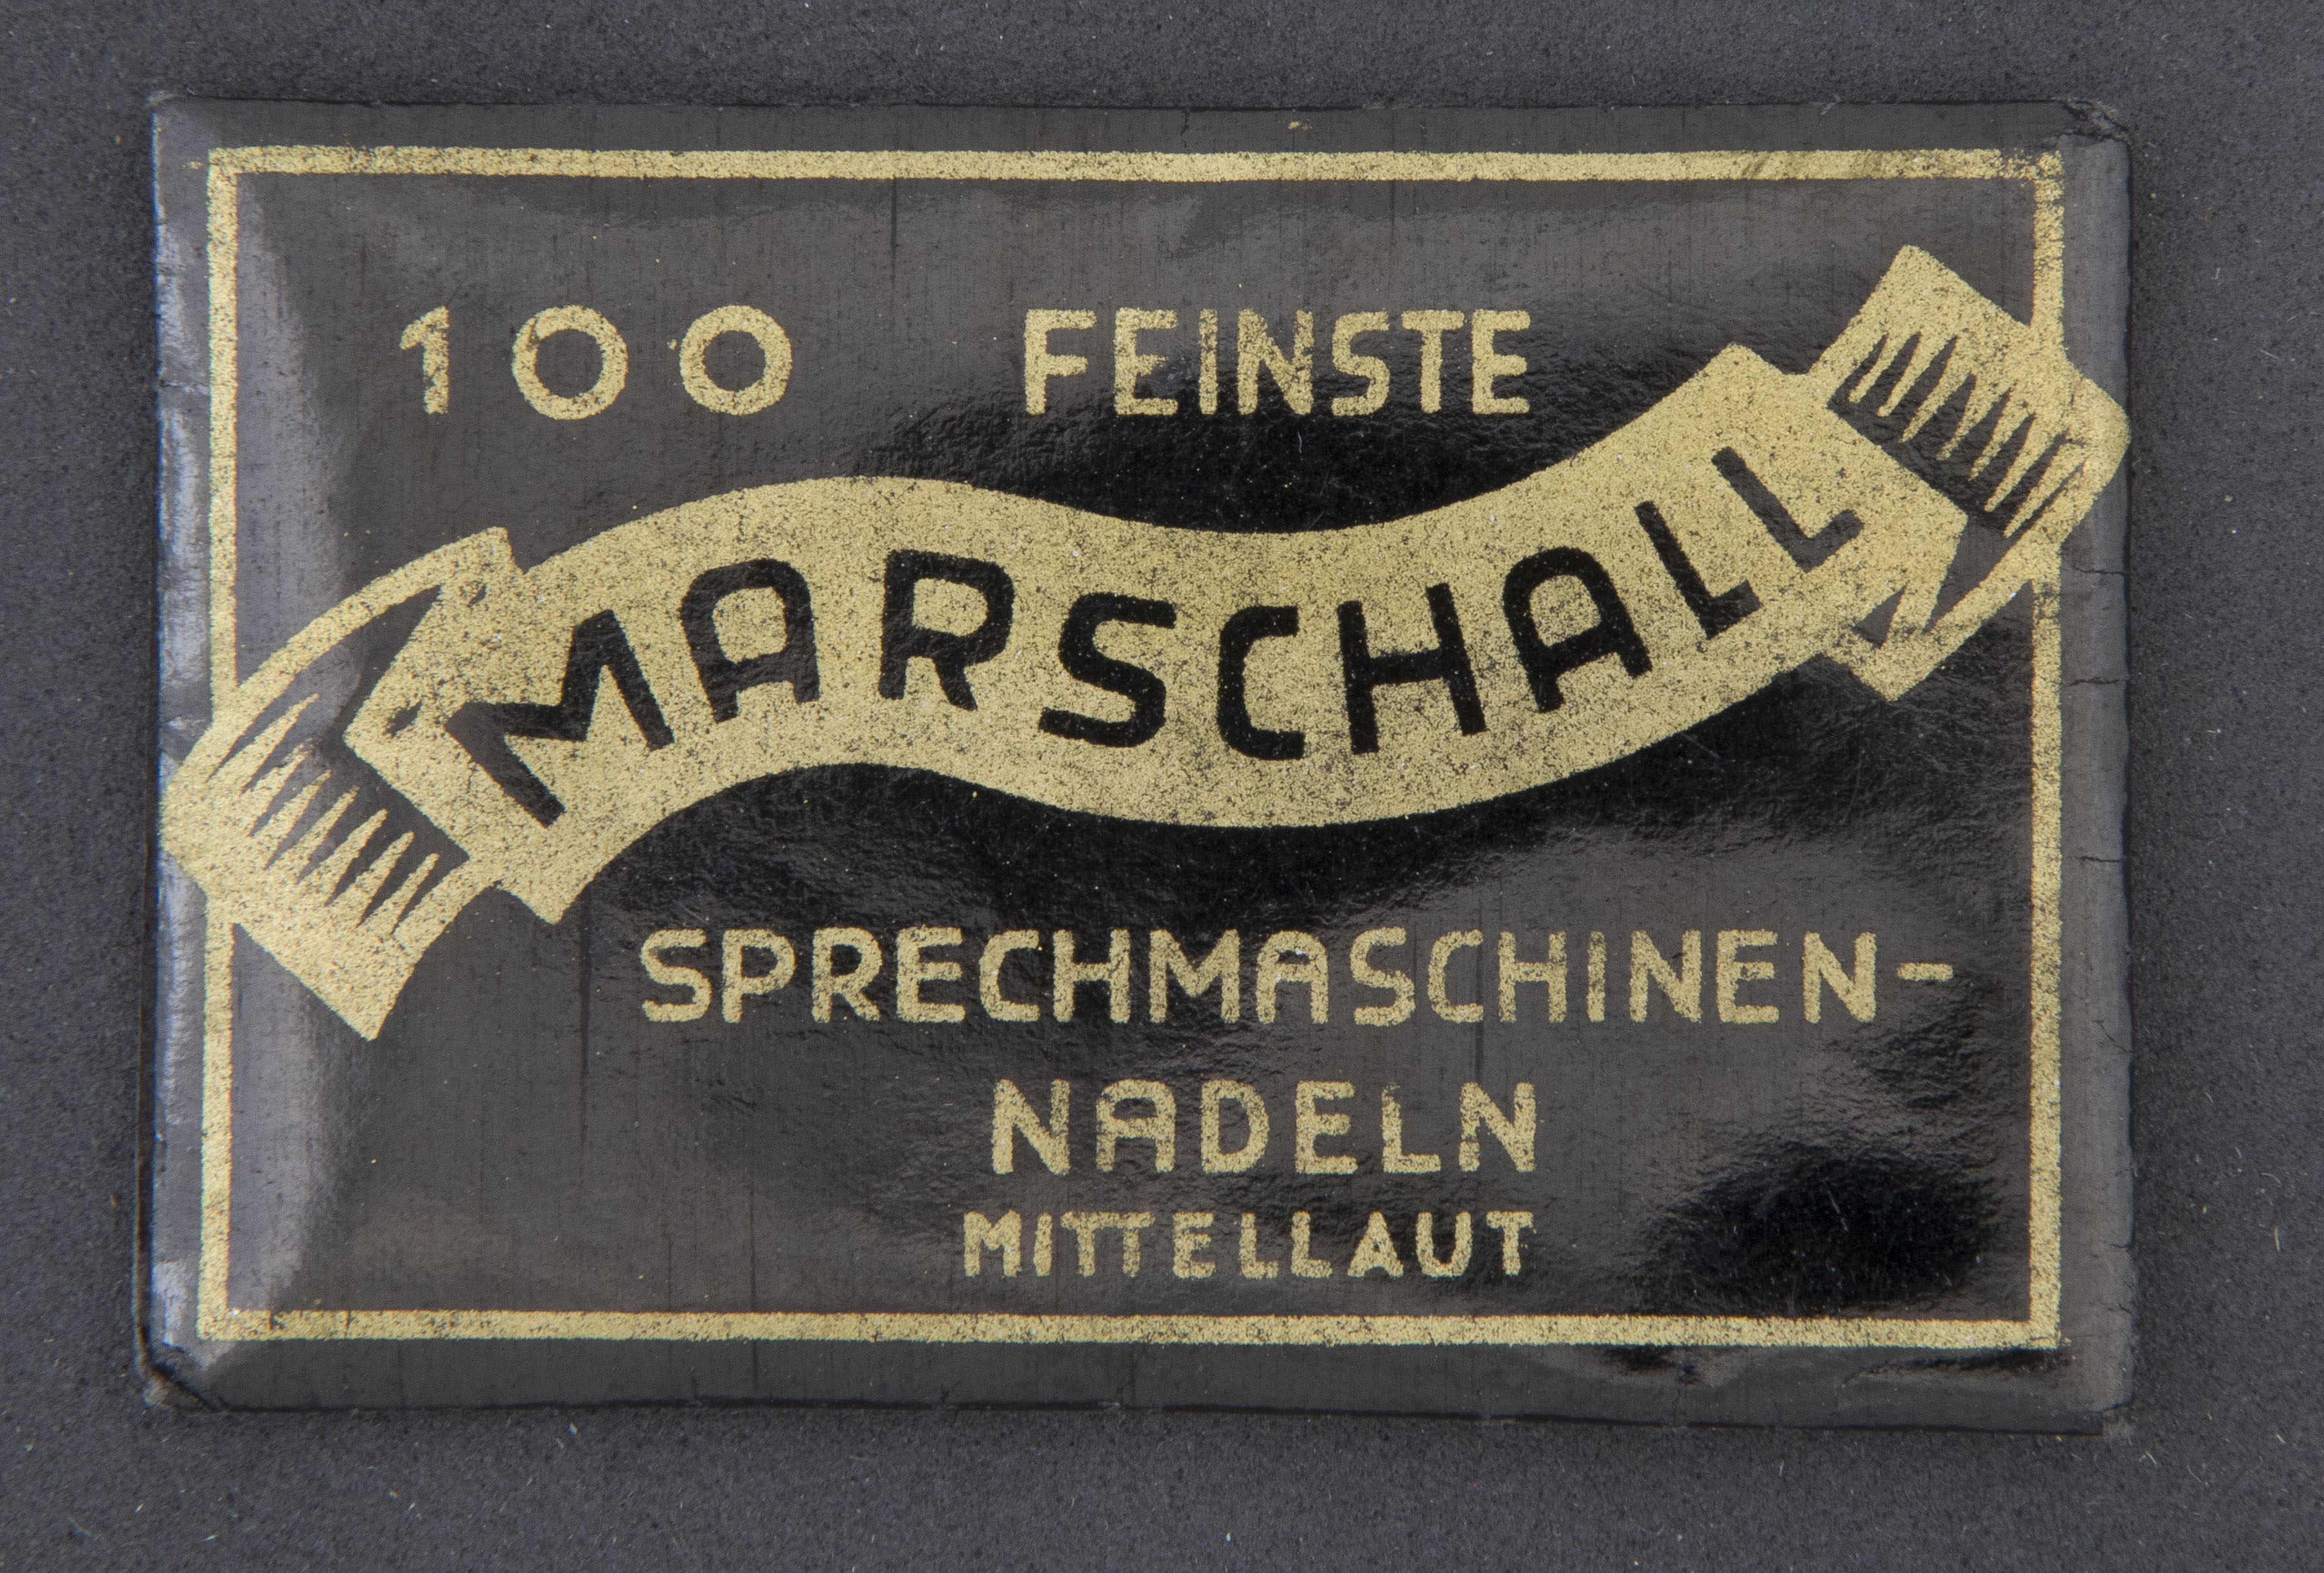 100 FEINSTE
MARSCHALL
SPRECHMASCHINEN-
NADELN
MITTELLAUT